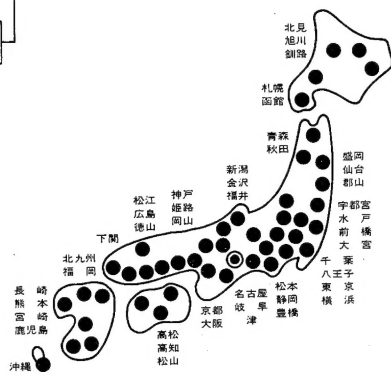 北見
旭川
釧路
札幌
函館
青森
秋田
盛岡
仙台
郡山
新潟
金沢
福井
宇都宮
水戸
前橋
大宮
千葉
八王子
東京
横浜
松本
静岡
豊橋
名古屋
岐阜
津
京都
大阪
神戸
姫路
岡山
松江
広島
徳山
下関
高松
高知
松山
北九州
福岡
長崎
熊本
宮崎
鹿児島
沖縄